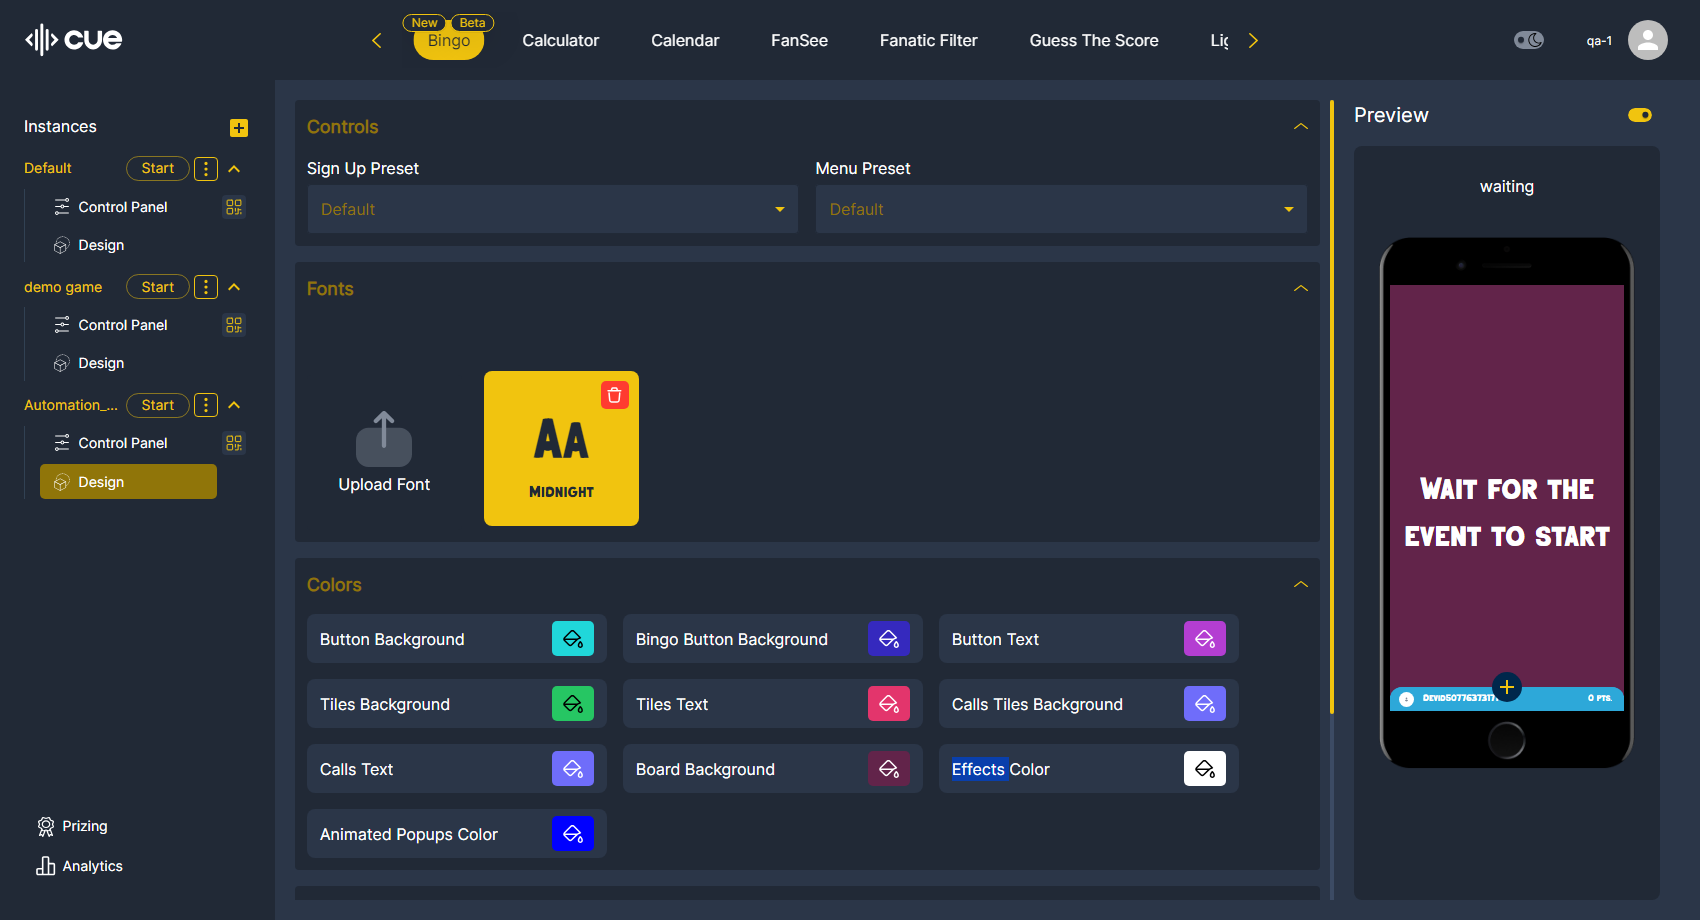 cue
New Beta
Bingo
Calculator
Calendar
FanSee
Fanatic Filter
Guess The Score
qa-1
Instances
Default
Start
Control Panel
Design
demo game
Start
Control Panel
Design
Automation_...
Start
Control Panel
Design
Prizing
Analytics
Controls
Sign Up Preset
Menu Preset
Default
Default
Fonts
Upload Font
Aa
Midnight
Colors
Button Background
Bingo Button Background
Button Text
Tiles Background
Tiles Text
Calls Tiles Background
Calls Text
Board Background
Effects Color
Animated Popups Color
Preview
waiting
Wait for the
event to start
0 pts.